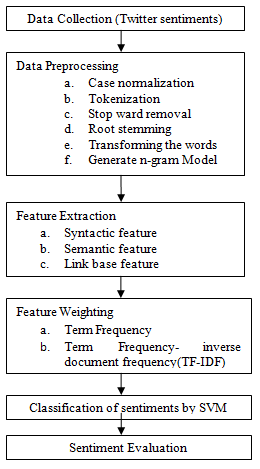 Data Collection (Twitter sentiments)
Data Preprocessing
a. Case normalization
b. Tokenization
c. Stop ward removal
d. Root stemming
e. Transforming the words
f. Generate n-gram Model
Feature Extraction
a. Syntactic feature
b. Semantic feature
c. Link base feature
Feature Weighting
a. Term Frequency
b. Term Frequency- inverse
document frequency(TF-IDF)
Classification of sentiments by SVM
Sentiment Evaluation